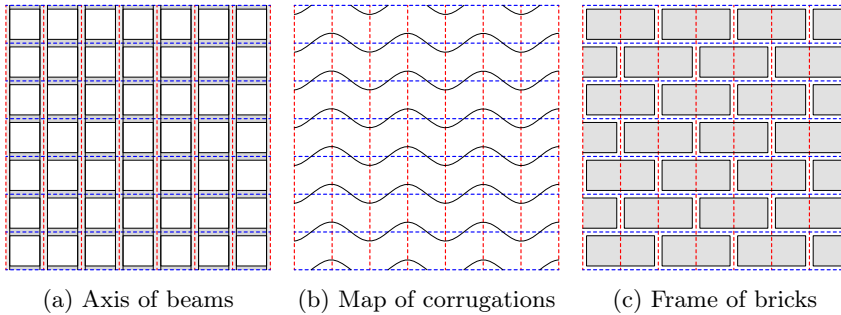 (a) Axis of beams
(b) Map of corrugations
(c) Frame of bricks